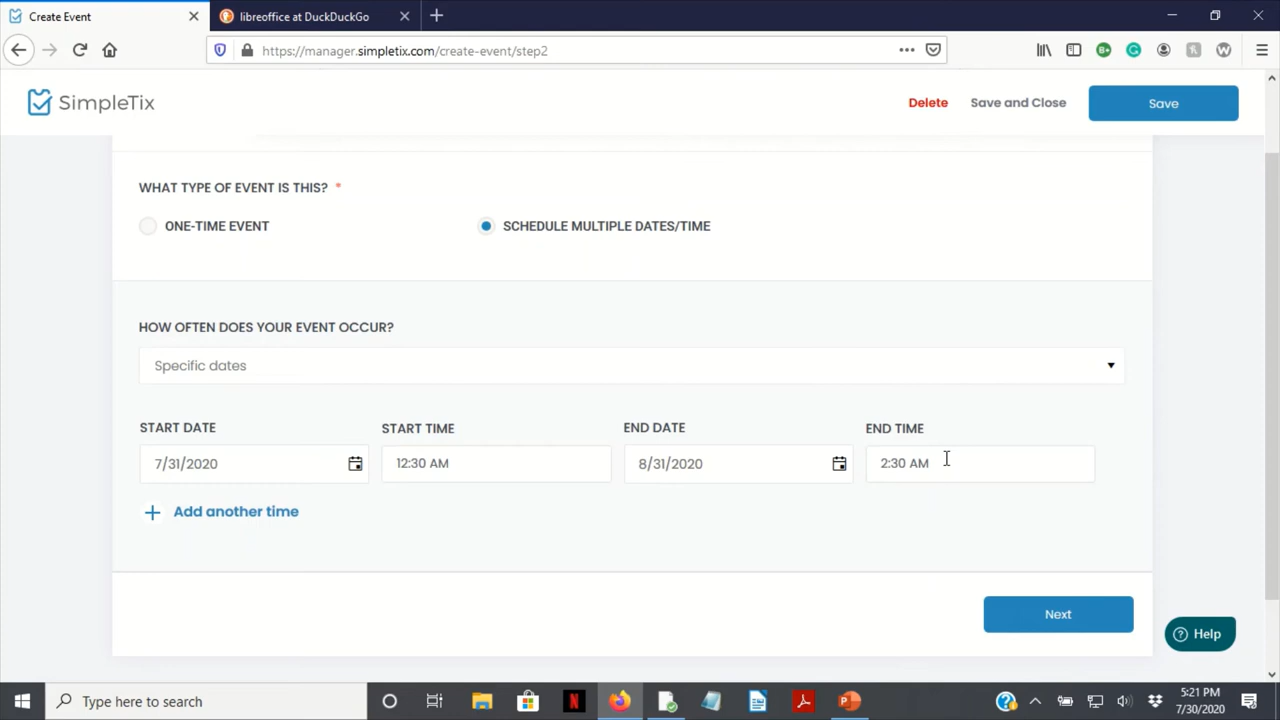 Create Event
libreoffice at DuckDuckGo
https://manager.simpletix.com/create-event/step2
SimpleTix
Delete
Save and Close
Save
WHAT TYPE OF EVENT IS THIS? *
ONE-TIME EVENT
SCHEDULE MULTIPLE DATES/TIME
HOW OFTEN DOES YOUR EVENT OCCUR?
Specific dates
START DATE
START TIME
END DATE
END TIME
7/31/2020
12:30 AM
8/31/2020
2:30 AM
+ Add another time
Next
? Help
Type here to search
5:21 PM
7/30/2020